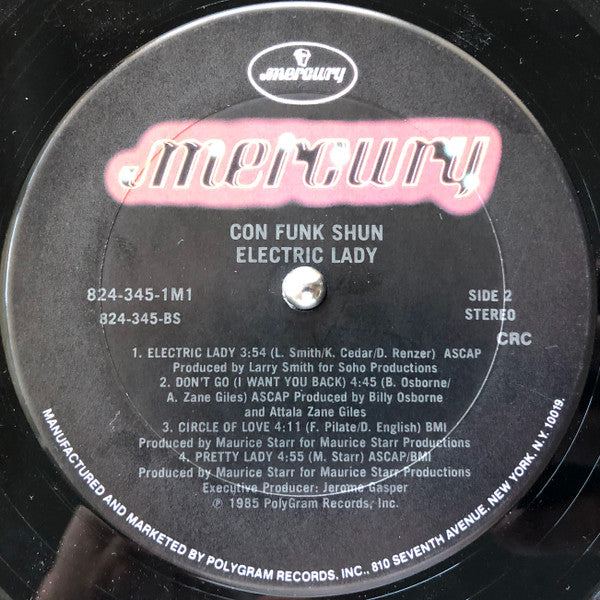 mercury
mercury
CON FUNK SHUN
ELECTRIC LADY
824-345-1M1
824-345-BS
SIDE 2
STEREO
CRC
1. ELECTRIC LADY 3:54 (L. Smith/K. Cedar/D. Renzer) ASCAP
Produced by Larry Smith for Soho Productions
2. DON'T GO (I WANT YOU BACK) 4:45 (B. Osborne/
A. Zane Giles) ASCAP Produced by Billy Osborne
and Attala Zane Giles
3. CIRCLE OF LOVE 4:11 (F. Pilate/D. English) BMI
Produced by Maurice Starr for Maurice Starr Productions
4. PRETTY LADY 4:55 (M. Starr) ASCAP/BMI
Produced by Maurice Starr for Maurice Starr Productions
Executive Producer: Jerome Gasper
℗ 1985 PolyGram Records, Inc.
MANUFACTURED AND MARKETED BY POLYGRAM RECORDS, INC., 810 SEVENTH AVENUE, NEW YORK, N.Y. 10019.